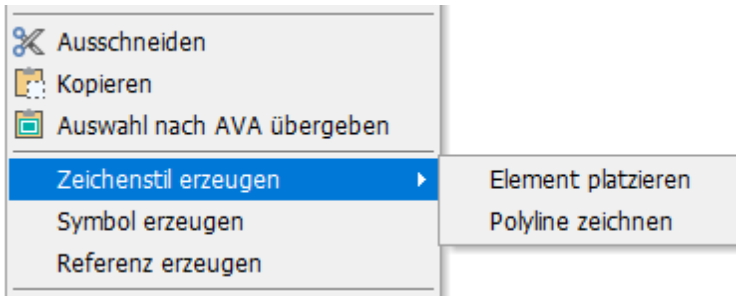 Ausschneiden
Kopieren
Auswahl nach AVA übergeben
Zeichenstil erzeugen
Element platzieren
Symbol erzeugen
Polyline zeichnen
Referenz erzeugen